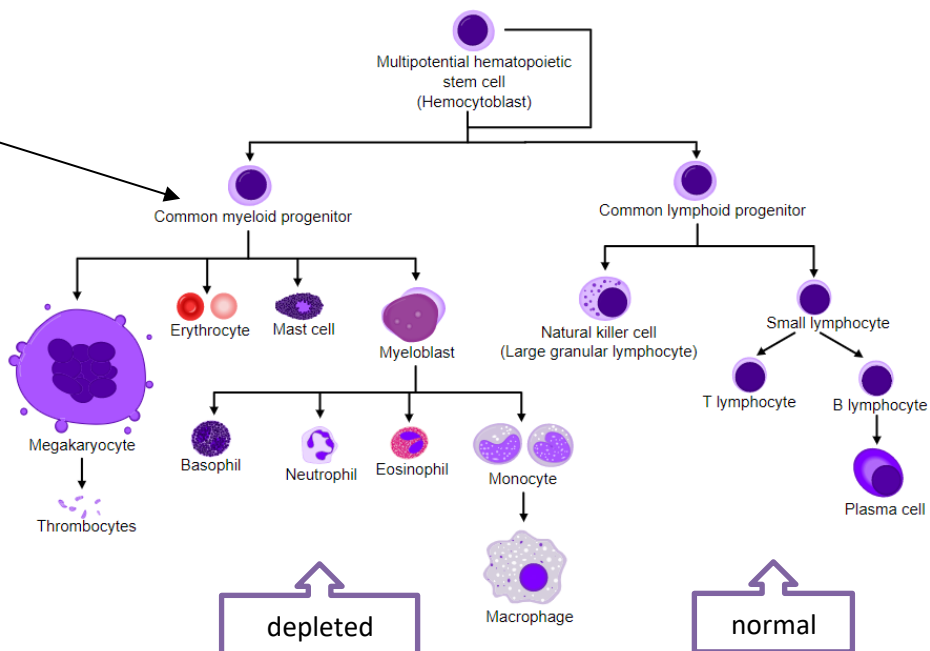 Multipotential hematopoietic
stem cell
(Hemocytoblast)
Common myeloid progenitor
Common lymphoid progenitor
Erythrocyte
Mast cell
Myeloblast
Natural killer cell
(Large granular lymphocyte)
Small lymphocyte
T lymphocyte
B lymphocyte
Megakaryocyte
Basophil
Neutrophil
Eosinophil
Monocyte
Plasma cell
Thrombocytes
Macrophage
depleted
normal